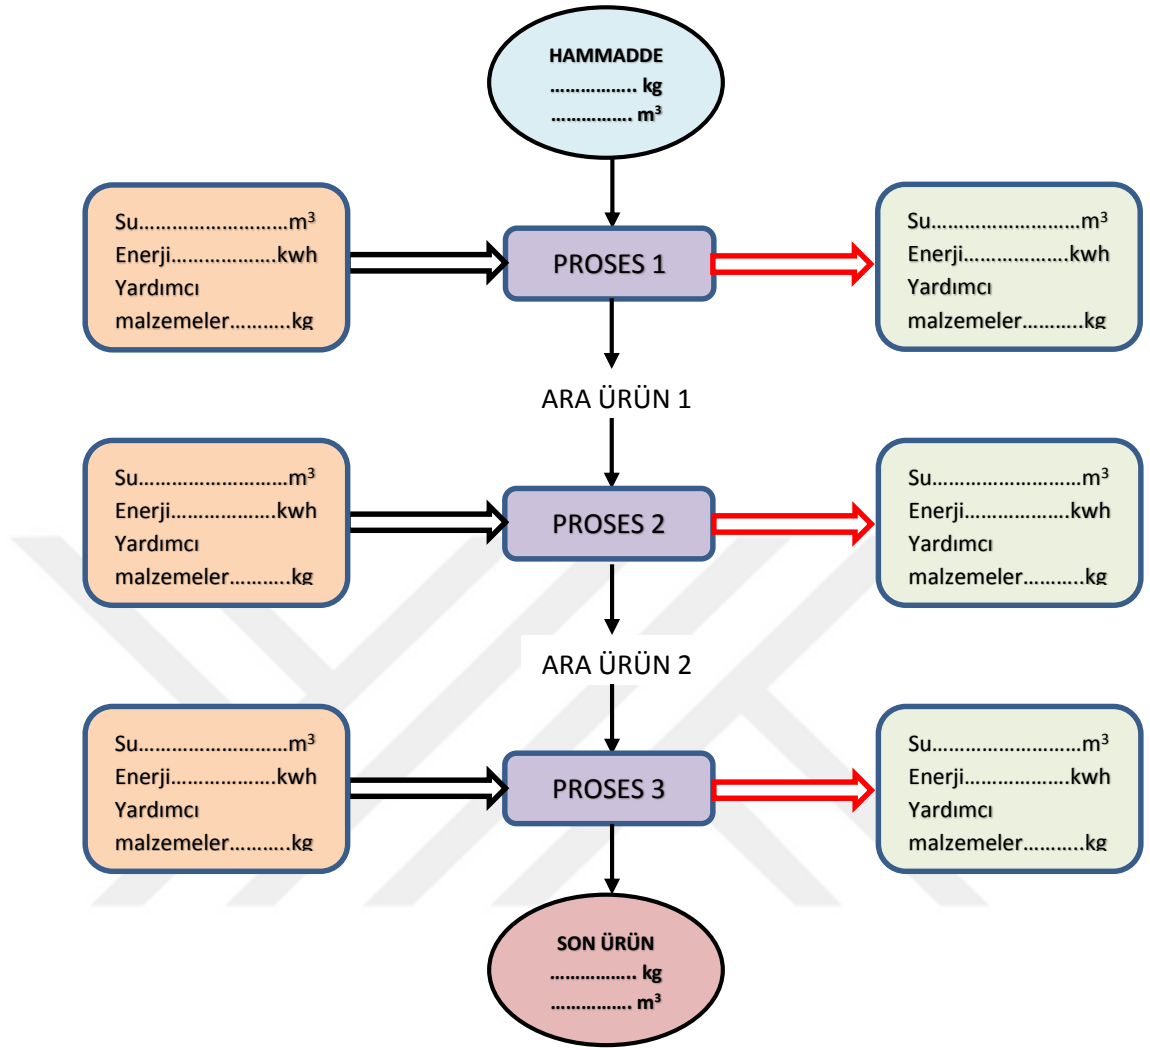 HAMMADDE
…………….. kg
……………. m³
Su………………………m³
Enerji……………….kwh
Yardımcı
malzemeler………..kg
PROSES 1
Su………………………m³
Enerji……………….kwh
Yardımcı
malzemeler………..kg
ARA ÜRÜN 1
Su………………………m³
Enerji……………….kwh
Yardımcı
malzemeler………..kg
PROSES 2
Su………………………m³
Enerji……………….kwh
Yardımcı
malzemeler………..kg
ARA ÜRÜN 2
Su………………………m³
Enerji……………….kwh
Yardımcı
malzemeler………..kg
PROSES 3
Su………………………m³
Enerji……………….kwh
Yardımcı
malzemeler………..kg
SON ÜRÜN
…………….. kg
……………. m³